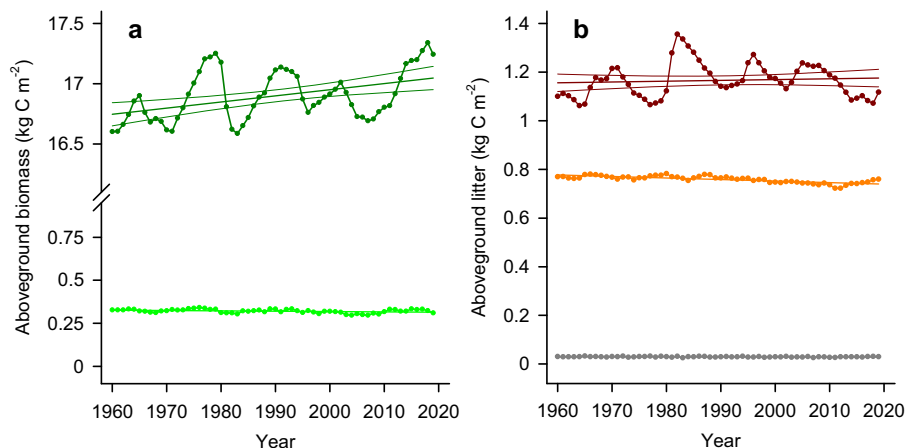 a
Aboveground biomass (kg C m⁻²)
17.5
17
16.5
0.75
0.5
0.25
0
1960 1970 1980 1990 2000 2010 2020
Year
b
Aboveground litter (kg C m⁻²)
1.4
1.2
1
0.8
0.6
0.4
0.2
0
1960 1970 1980 1990 2000 2010 2020
Year